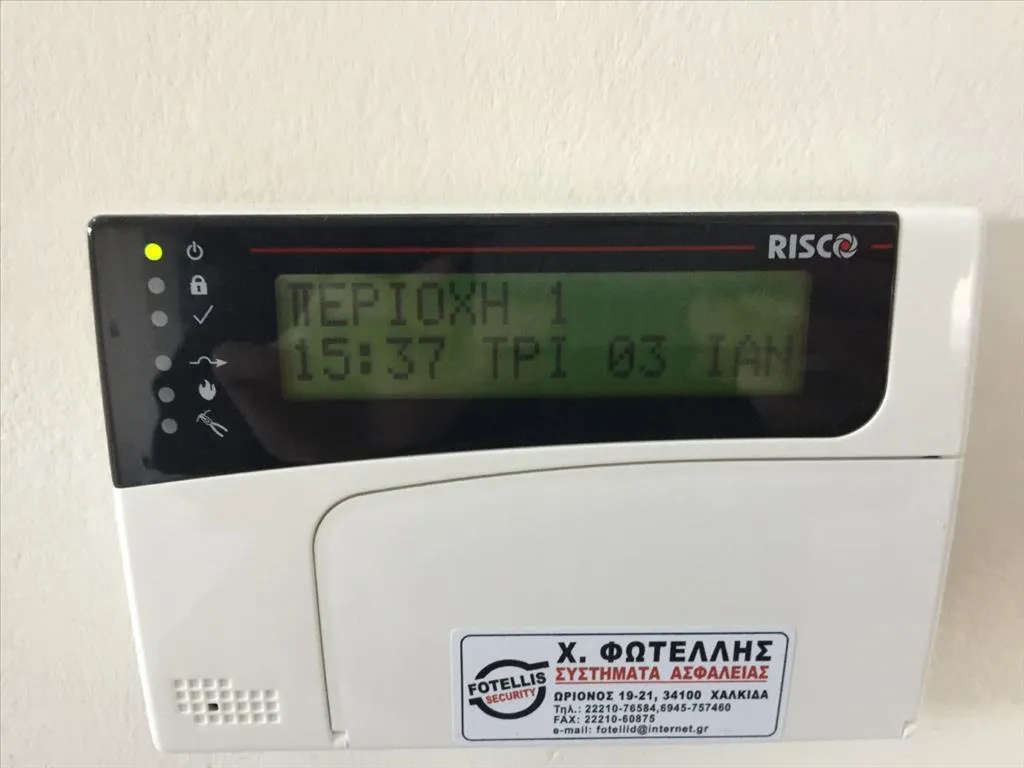 RISCO
ΠΕΡΙΟΧΗ 1
15:37 ΤΡΙ 03 ΙΑΝ
Χ. ΦΩΤΕΛΛΗΣ
ΣΥΣΤΗΜΑΤΑ ΑΣΦΑΛΕΙΑΣ
FOTELLIS
SECURITY
ΩΡΙΟΝΟΣ 19-21, 34100 ΧΑΛΚΙΔΑ
Τηλ.: 22210-76584,6945-757460
FAX: 22210-60875
e-mail: fotellid@internet.gr